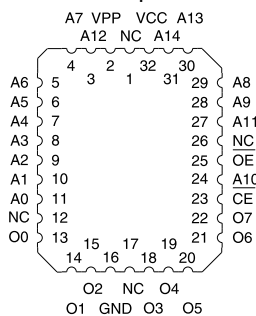 A7 VPP VCC A13
A12 NC A14
4 2 32 30
3 1 31
A6 5 29 A8
A5 6 28 A9
A4 7 27 A11
A3 8 26 NC
A2 9 25 OE
A1 10 24 A10
A0 11 23 CE
NC 12 22 O7
O0 13 21 O6
15 17 19
14 16 18 20
O2 NC O4
O1 GND O3 O5